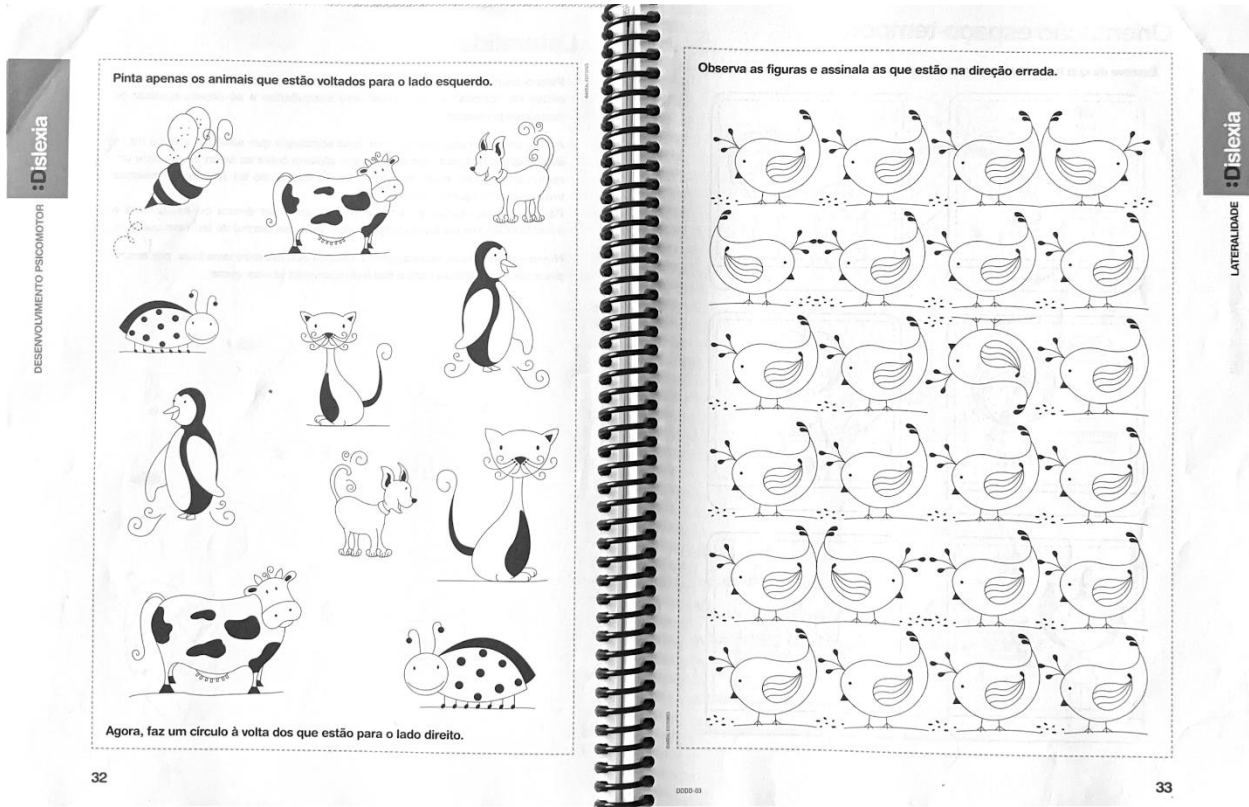 :Dislexia
DESENVOLVIMENTO PSICOMOTOR
Pinta apenas os animais que estão voltados para o lado esquerdo.
Agora, faz um círculo à volta dos que estão para o lado direito.
32
Observa as figuras e assinala as que estão na direção errada.
:Dislexia
LATERALIDADE
DDDD-03
33